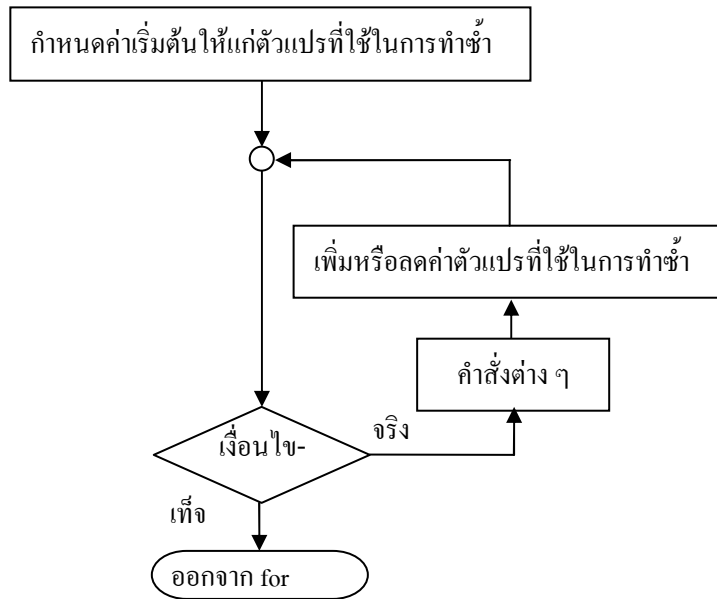 กำหนดค่าเริ่มต้นให้แก่ตัวแปรที่ใช้ในการทำซ้ำ
เพิ่มหรือลดค่าตัวแปรที่ใช้ในการทำซ้ำ
คำสั่งต่าง ๆ
จริง
เงื่อนไข-
เท็จ
ออกจาก for